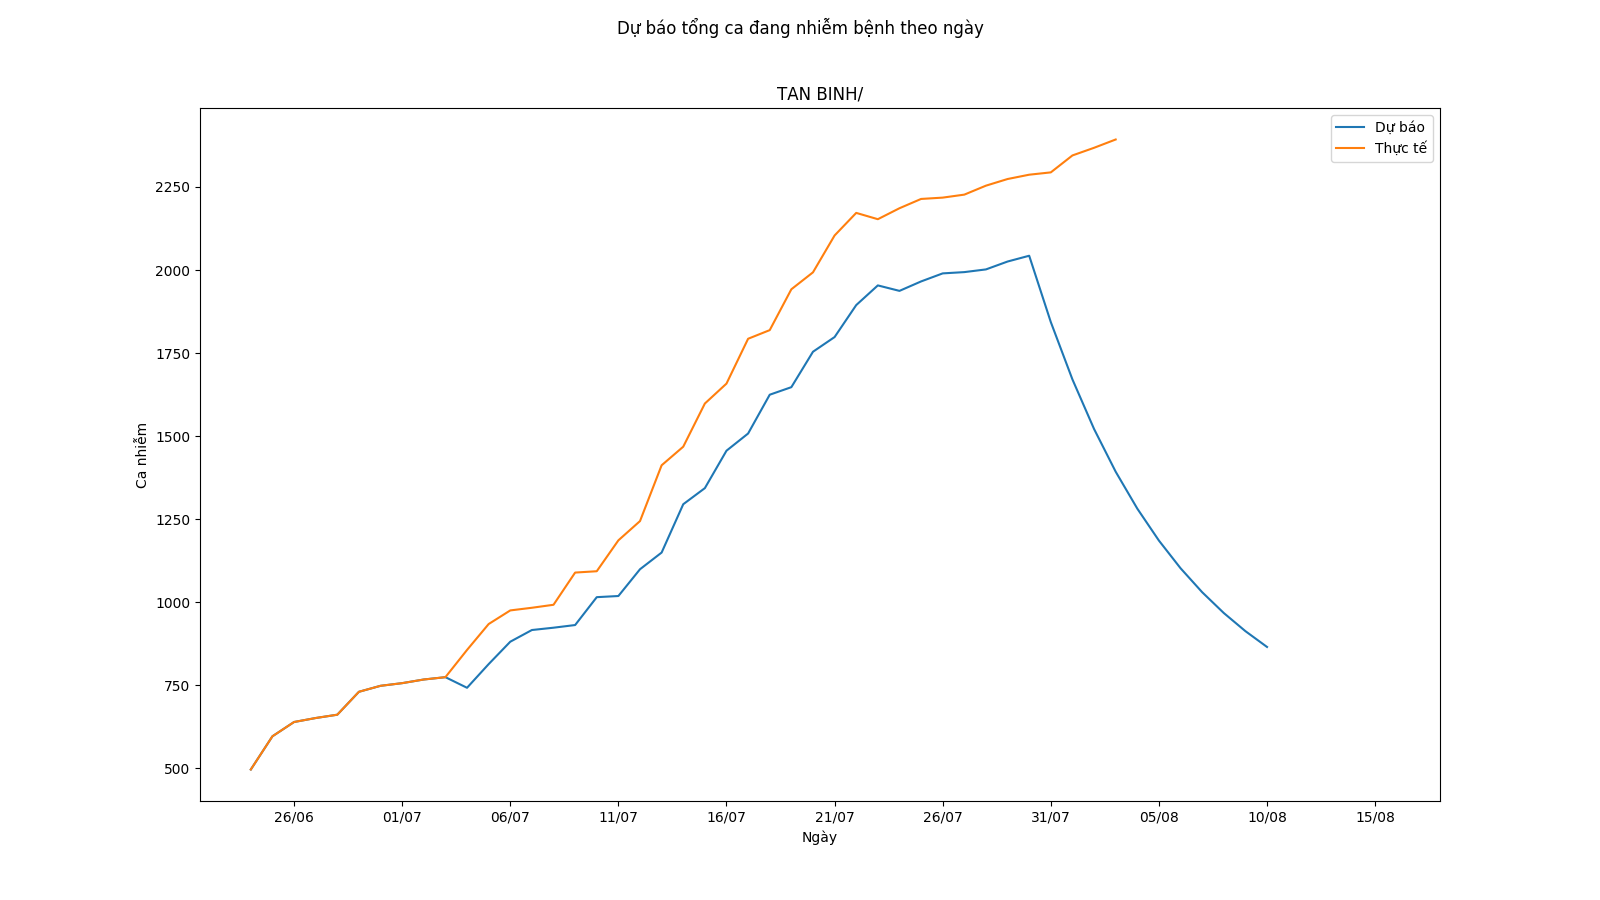 Dự báo tổng ca đang nhiễm bệnh theo ngày
TAN BINH/
Dự báo
Thực tế
2250
2000
1750
1500
1250
1000
750
500
Ca nhiễm
26/06 01/07 06/07 11/07 16/07 21/07 26/07 31/07 05/08 10/08 15/08
Ngày